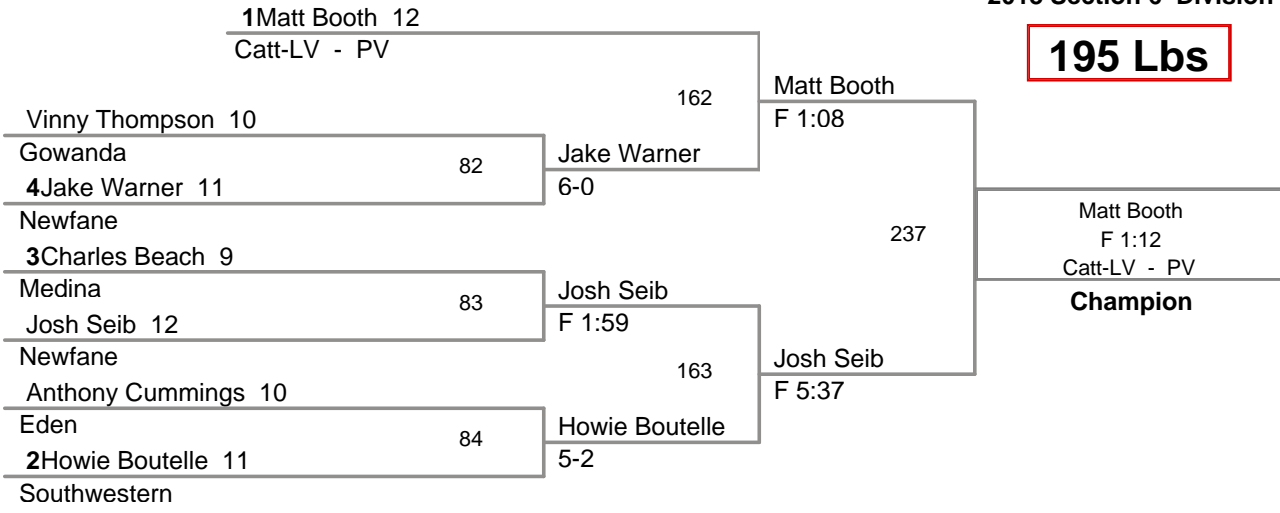 1Matt Booth 12
Catt-LV - PV
195 Lbs
162
Matt Booth
F 1:08
Vinny Thompson 10
Gowanda
82
Jake Warner
6-0
4Jake Warner 11
Newfane
237
Matt Booth
F 1:12
Catt-LV - PV
Champion
3Charles Beach 9
Medina
83
Josh Seib
F 1:59
Josh Seib 12
Newfane
163
Josh Seib
F 5:37
Anthony Cummings 10
Eden
84
Howie Boutelle
5-2
2Howie Boutelle 11
Southwestern